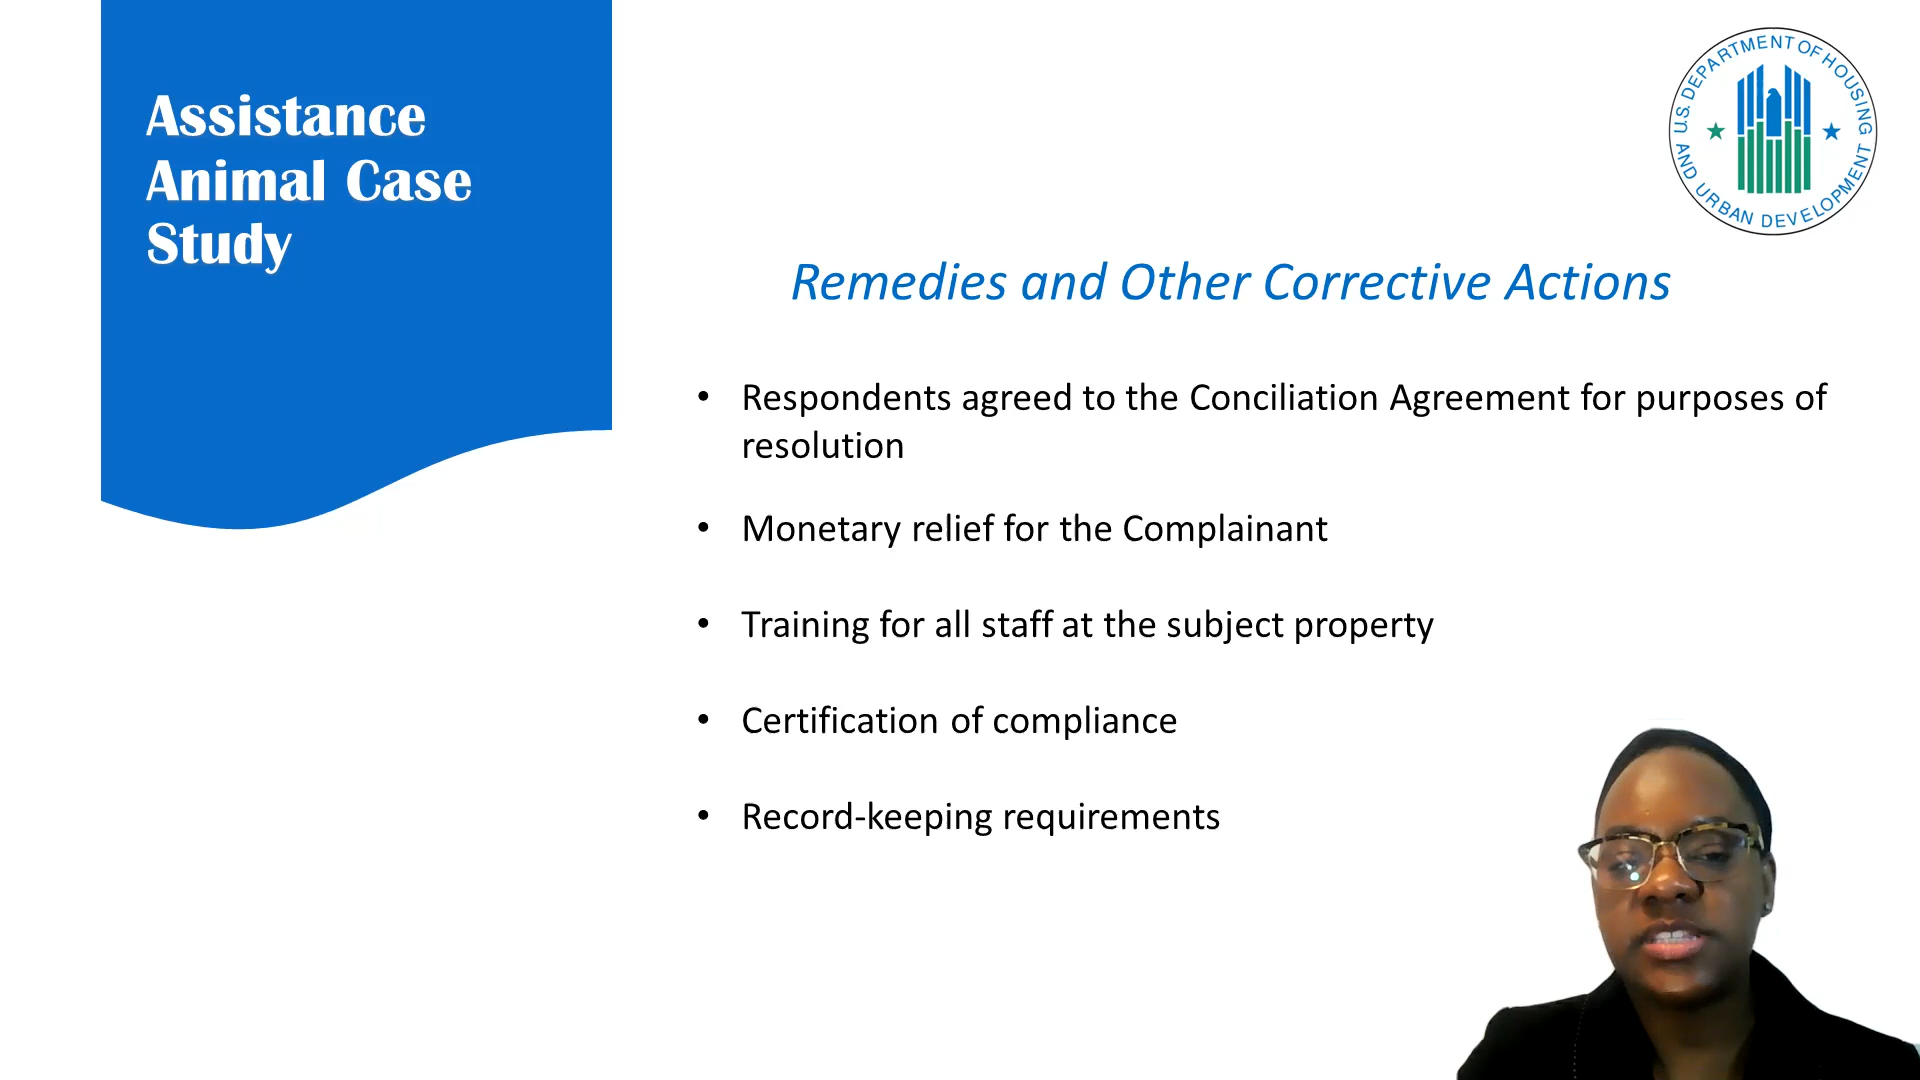 Assistance
Animal Case
Study
U.S. DEPARTMENT OF HOUSING
AND URBAN DEVELOPMENT
Remedies and Other Corrective Actions
• Respondents agreed to the Conciliation Agreement for purposes of
resolution
• Monetary relief for the Complainant
• Training for all staff at the subject property
• Certification of compliance
• Record-keeping requirements